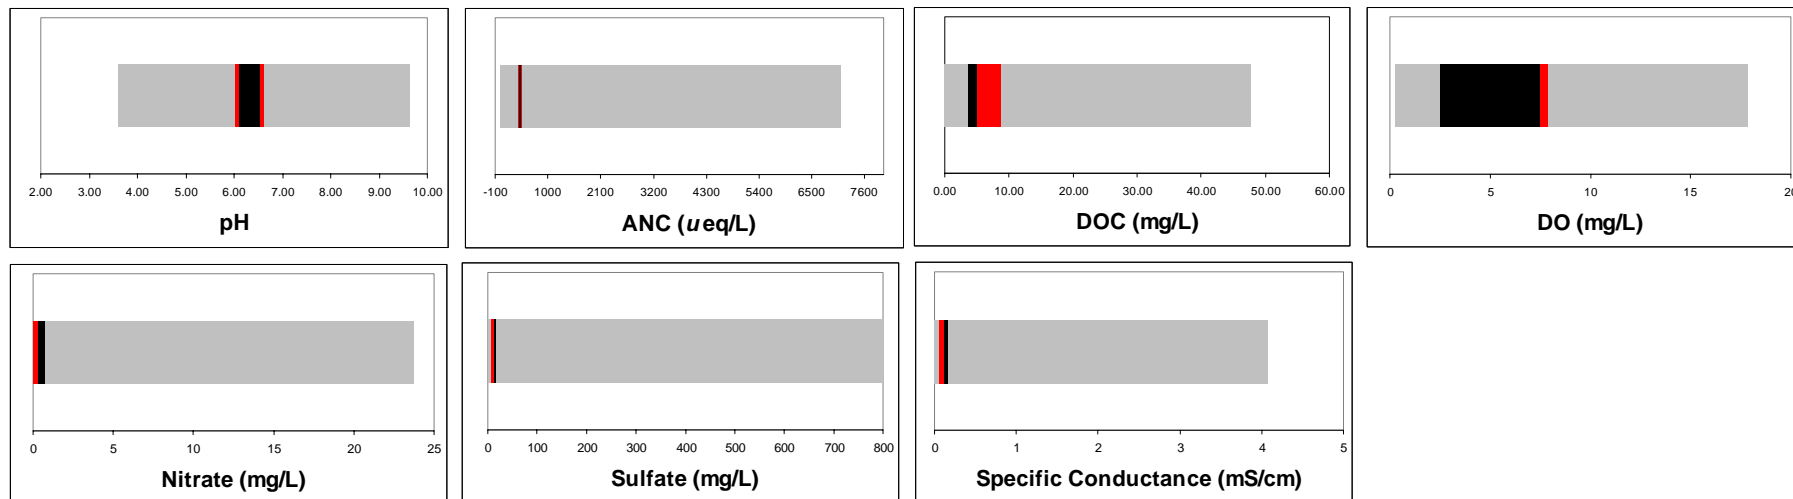 2.00 3.00 4.00 5.00 6.00 7.00 8.00 9.00 10.00
pH
-100 1000 2100 3200 4300 5400 6500 7600
ANC (ueq/L)
0.00 10.00 20.00 30.00 40.00 50.00 60.00
DOC (mg/L)
0 5 10 15 20
DO (mg/L)
0 5 10 15 20 25
Nitrate (mg/L)
0 100 200 300 400 500 600 700 800
Sulfate (mg/L)
0 1 2 3 4 5
Specific Conductance (mS/cm)